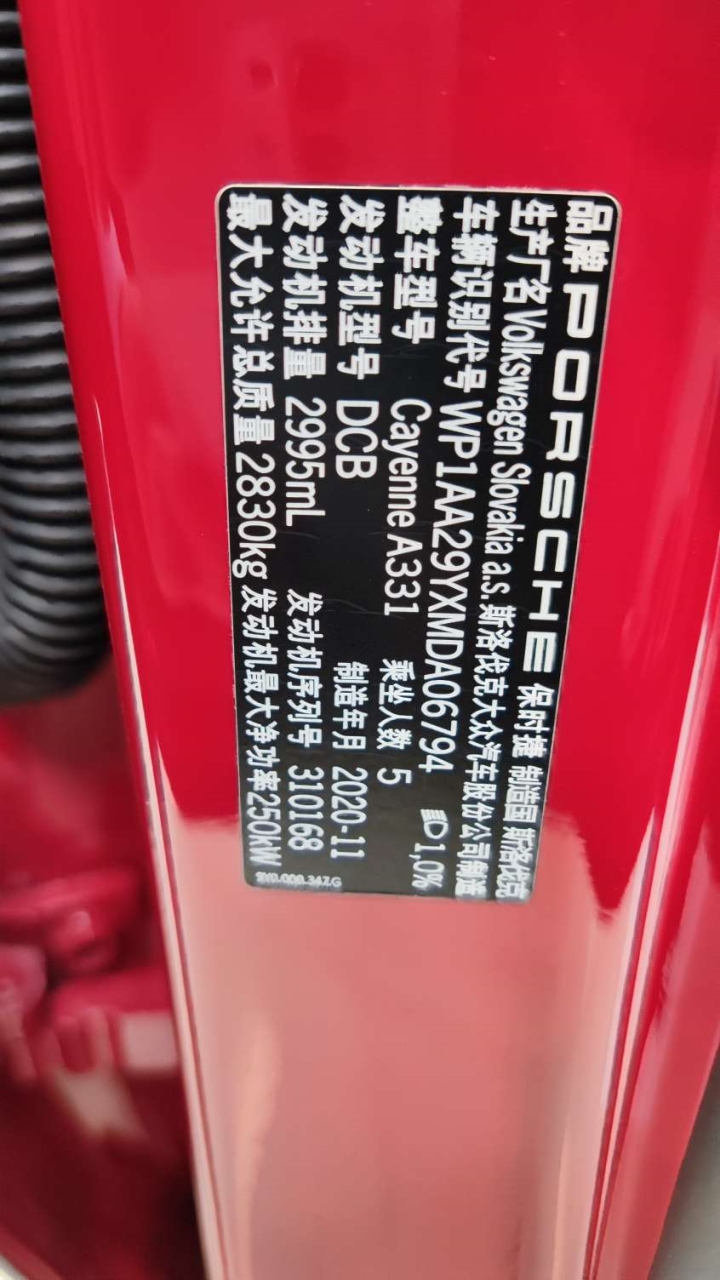 品牌 PORSCHE 保时捷 制造国 斯洛伐克
生产厂名 Volkswagen Slovakia a.s. 斯洛伐克大众汽车股份公司制造
车辆识别代号 WP1AA29YXMDA06794 1,0%
整车型号 Cayenne A331 乘坐人数 5
发动机型号 DCB 制造年月 2020-11
发动机排量 2995mL 发动机序列号 310168
最大允许总质量 2830kg 发动机最大净功率 250kW